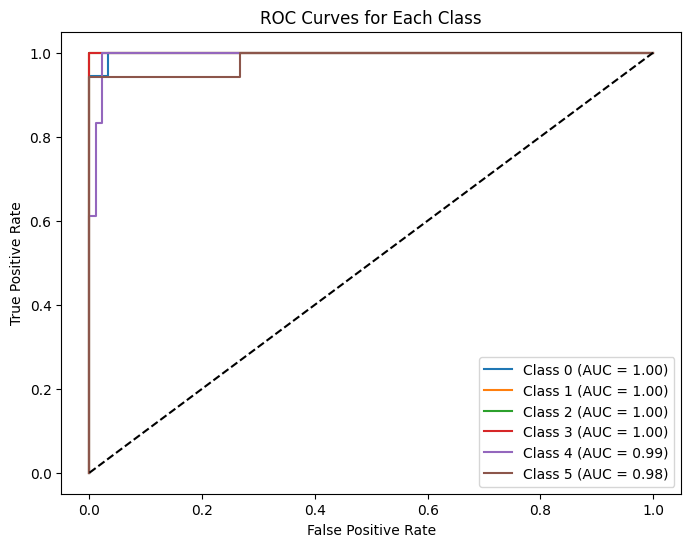 ROC Curves for Each Class
True Positive Rate
1.0
0.8
0.6
0.4
0.2
0.0
Class 0 (AUC = 1.00)
Class 1 (AUC = 1.00)
Class 2 (AUC = 1.00)
Class 3 (AUC = 1.00)
Class 4 (AUC = 0.99)
Class 5 (AUC = 0.98)
0.0 0.2 0.4 0.6 0.8 1.0
False Positive Rate